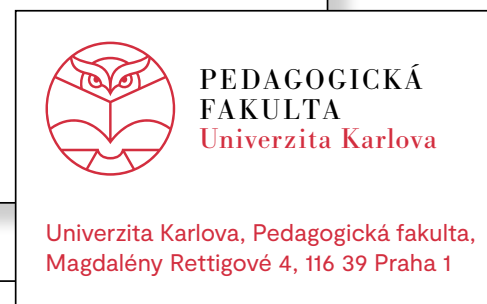 PEDAGOGICKÁ
FAKULTA
Univerzita Karlova
Univerzita Karlova, Pedagogická fakulta,
Magdalény Rettigové 4, 116 39 Praha 1